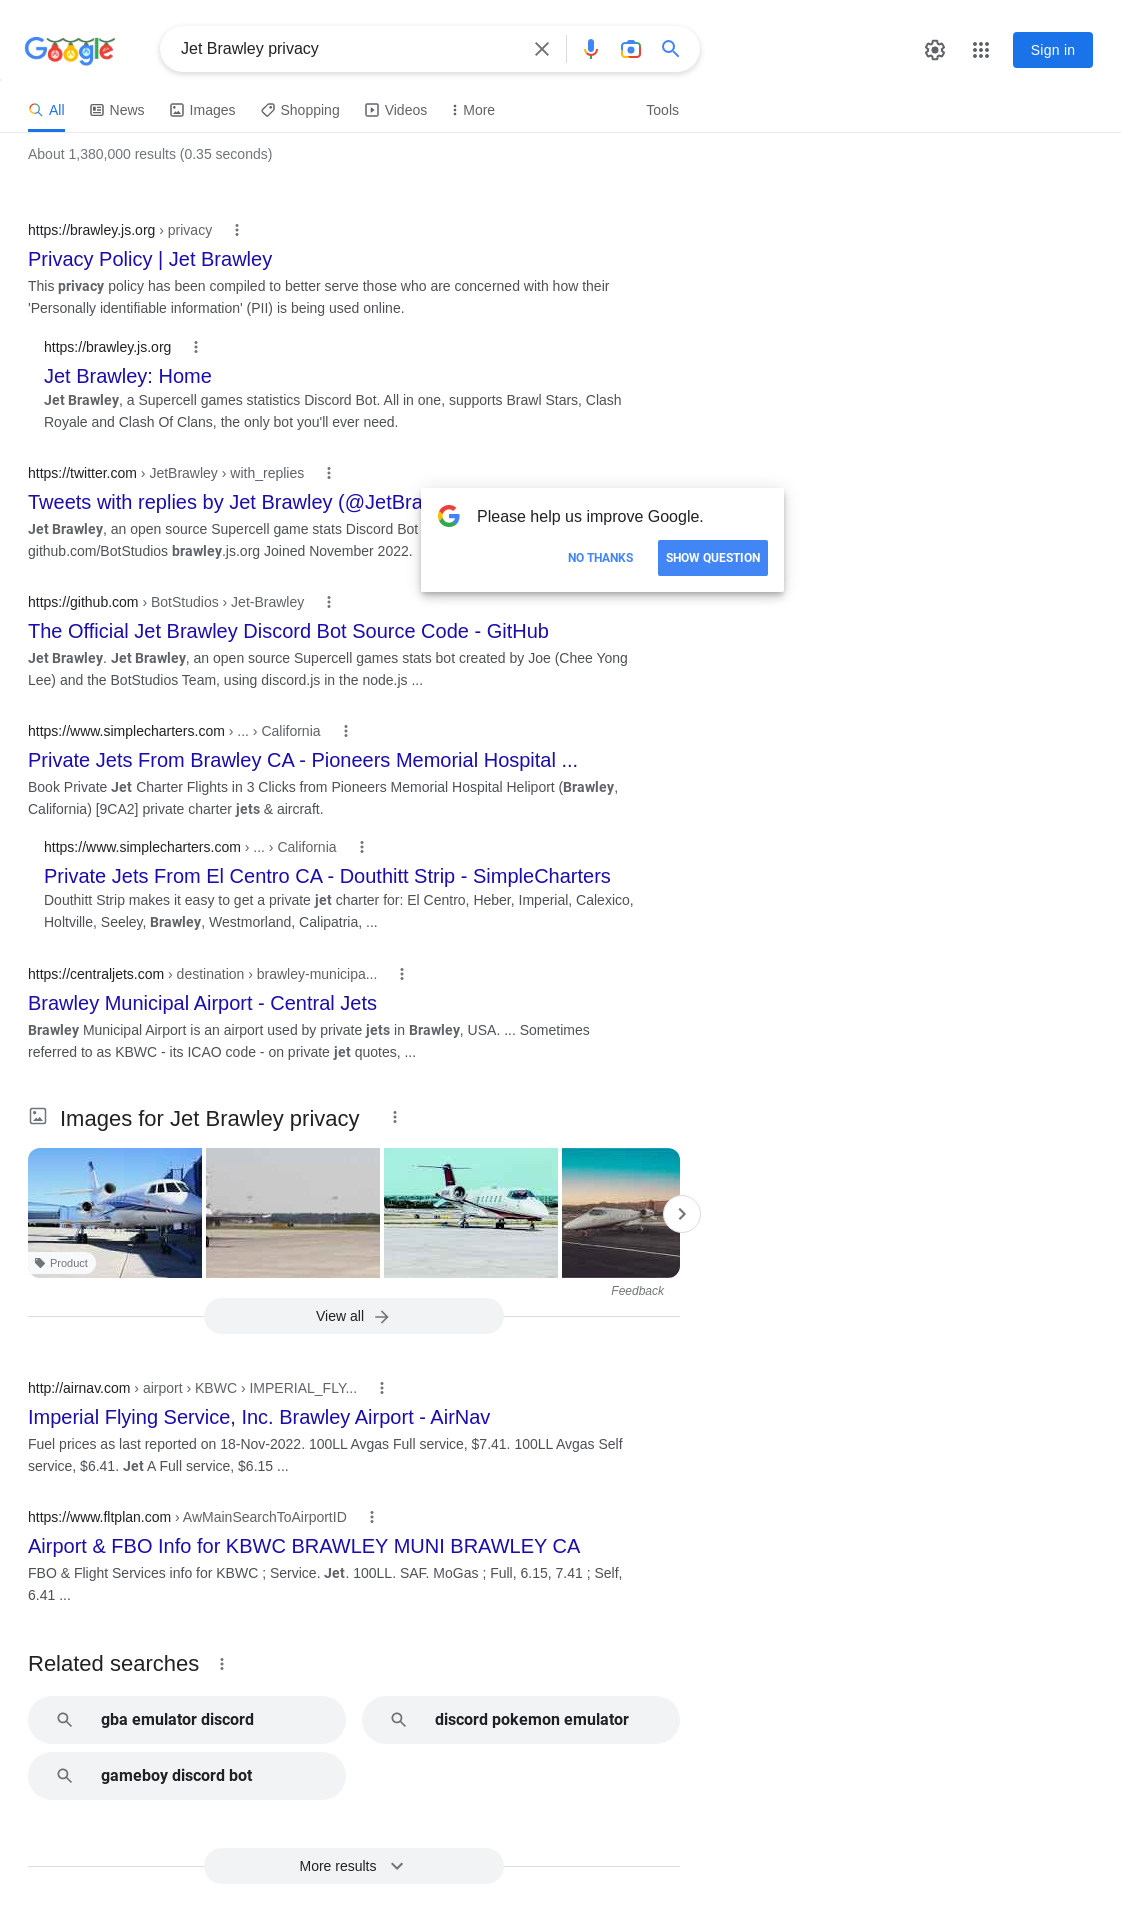 Google
Jet Brawley privacy
Sign in
All
News
Images
Shopping
Videos
More
Tools
About 1,380,000 results (0.35 seconds)
https://brawley.js.org › privacy
Privacy Policy | Jet Brawley
This privacy policy has been compiled to better serve those who are concerned with how their
'Personally identifiable information' (PII) is being used online.
https://brawley.js.org
Jet Brawley: Home
Jet Brawley, a Supercell games statistics Discord Bot. All in one, supports Brawl Stars, Clash
Royale and Clash Of Clans, the only bot you'll ever need.
https://twitter.com › JetBrawley › with_replies
Tweets with replies by Jet Brawley (@JetBra
Jet Brawley, an open source Supercell game stats Discord Bot
github.com/BotStudios brawley.js.org Joined November 2022.
Please help us improve Google.
NO THANKS
SHOW QUESTION
https://github.com › BotStudios › Jet-Brawley
The Official Jet Brawley Discord Bot Source Code - GitHub
Jet Brawley. Jet Brawley, an open source Supercell games stats bot created by Joe (Chee Yong
Lee) and the BotStudios Team, using discord.js in the node.js ...
https://www.simplecharters.com › ... › California
Private Jets From Brawley CA - Pioneers Memorial Hospital ...
Book Private Jet Charter Flights in 3 Clicks from Pioneers Memorial Hospital Heliport (Brawley,
California) [9CA2] private charter jets & aircraft.
https://www.simplecharters.com › ... › California
Private Jets From El Centro CA - Douthitt Strip - SimpleCharters
Douthitt Strip makes it easy to get a private jet charter for: El Centro, Heber, Imperial, Calexico,
Holtville, Seeley, Brawley, Westmorland, Calipatria, ...
https://centraljets.com › destination › brawley-municipa...
Brawley Municipal Airport - Central Jets
Brawley Municipal Airport is an airport used by private jets in Brawley, USA. ... Sometimes
referred to as KBWC - its ICAO code - on private jet quotes, ...
Images for Jet Brawley privacy
Product
Feedback
View all
http://airnav.com › airport › KBWC › IMPERIAL_FLY...
Imperial Flying Service, Inc. Brawley Airport - AirNav
Fuel prices as last reported on 18-Nov-2022. 100LL Avgas Full service, $7.41. 100LL Avgas Self
service, $6.41. Jet A Full service, $6.15 ...
https://www.fltplan.com › AwMainSearchToAirportID
Airport & FBO Info for KBWC BRAWLEY MUNI BRAWLEY CA
FBO & Flight Services info for KBWC ; Service. Jet. 100LL. SAF. MoGas ; Full, 6.15, 7.41 ; Self,
6.41 ...
Related searches
gba emulator discord
discord pokemon emulator
gameboy discord bot
More results